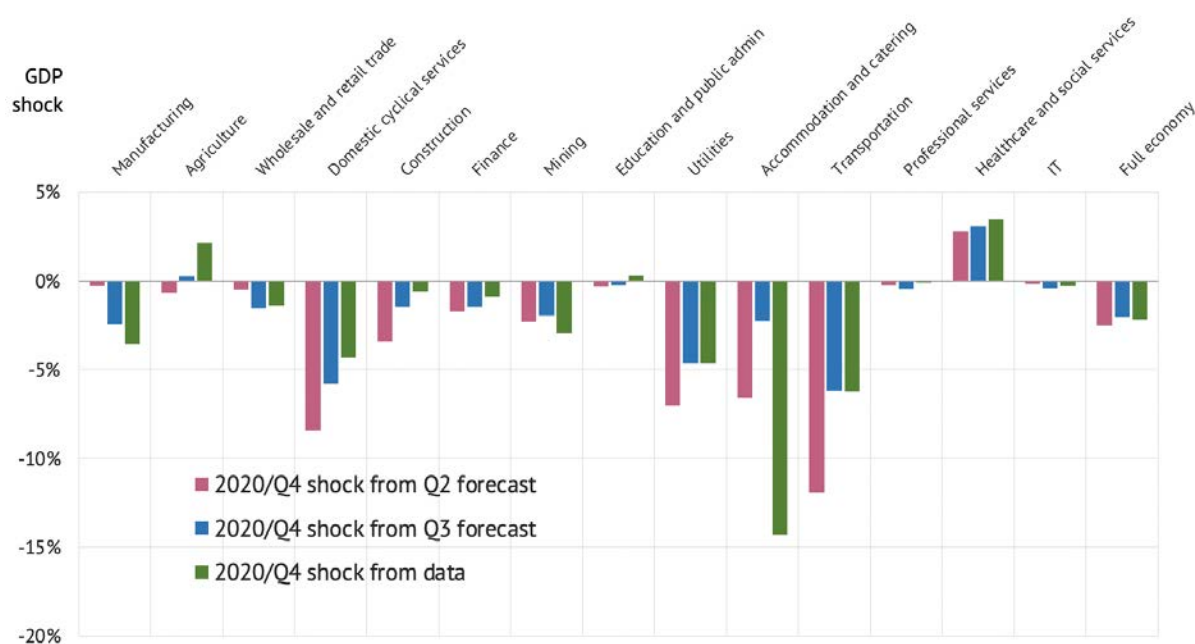 GDP
shock
Manufacturing
Agriculture
Wholesale and retail trade
Domestic cyclical services
Construction
Finance
Mining
Education and public admin
Utilities
Accommodation and catering
Transportation
Professional services
Healthcare and social services
IT
Full economy
5%
0%
-5%
-10%
-15%
-20%
2020/Q4 shock from Q2 forecast
2020/Q4 shock from Q3 forecast
2020/Q4 shock from data